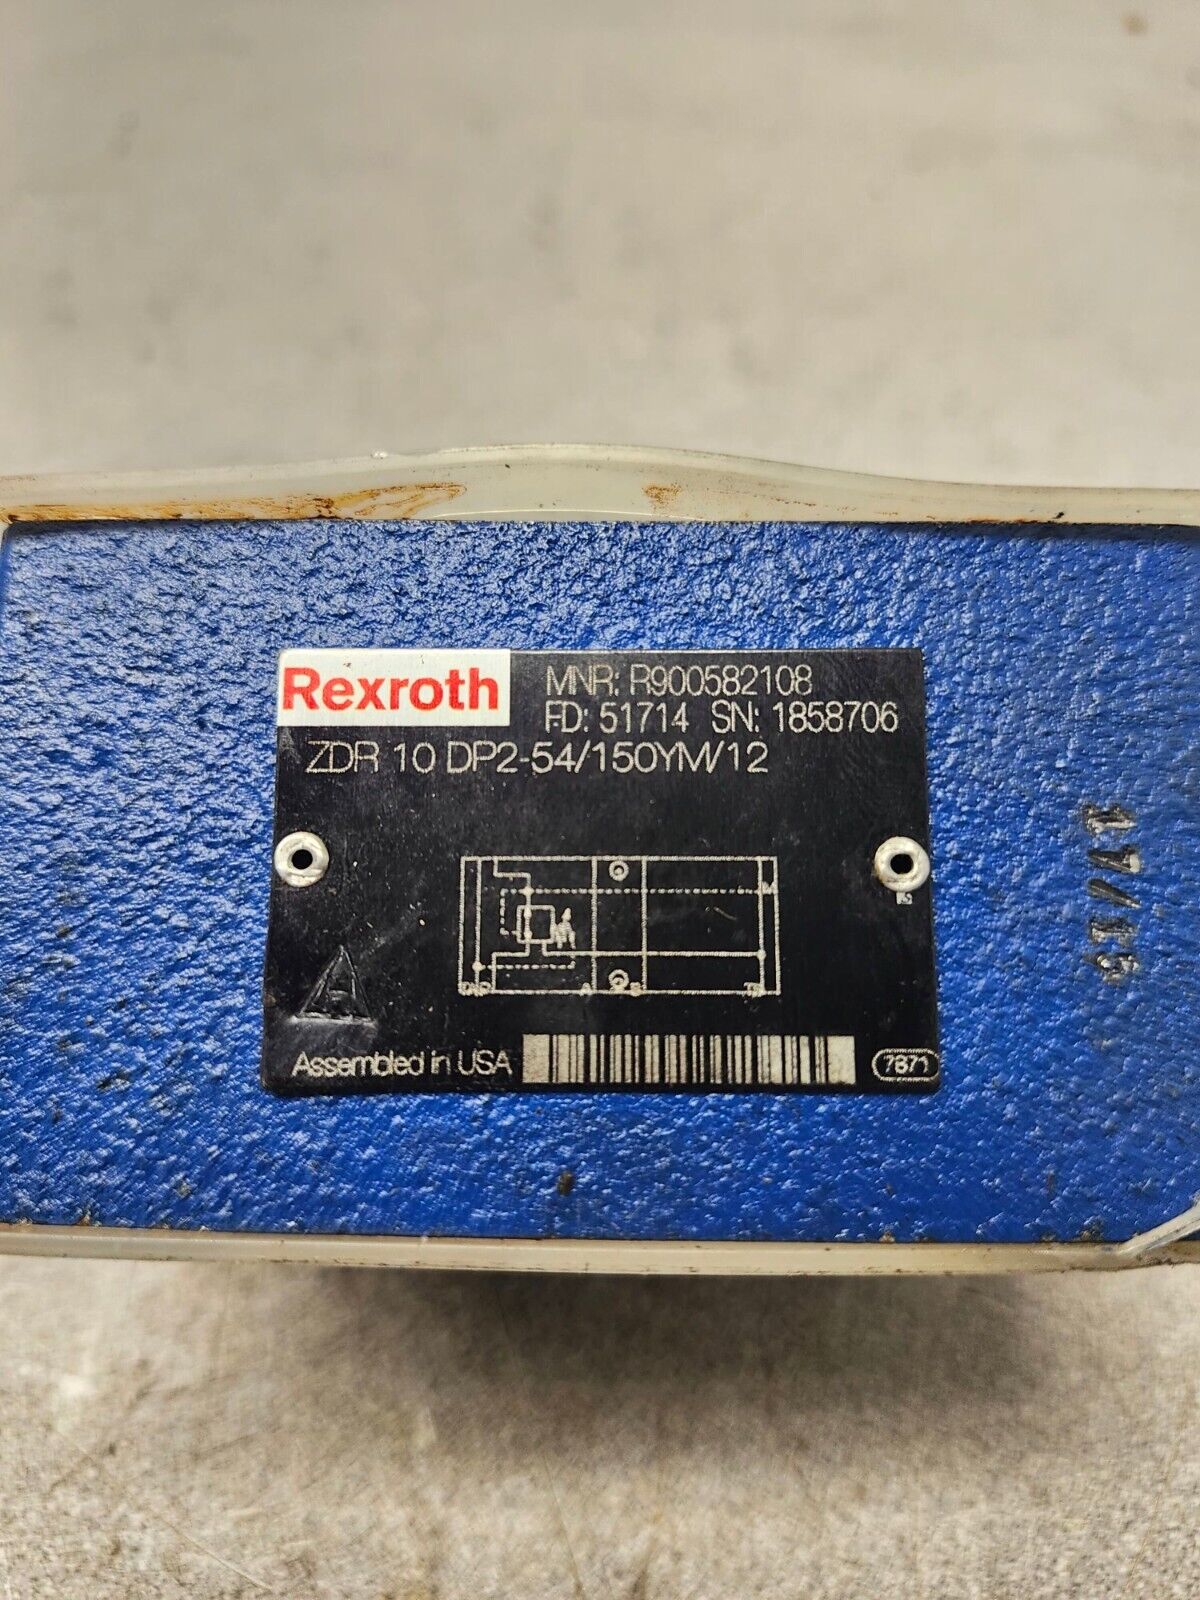 Rexroth
MNR: R900582108
FD: 51714 SN: 1858706
ZDR 10 DP2-54/150YM/12
A B
Assembled in USA
7871